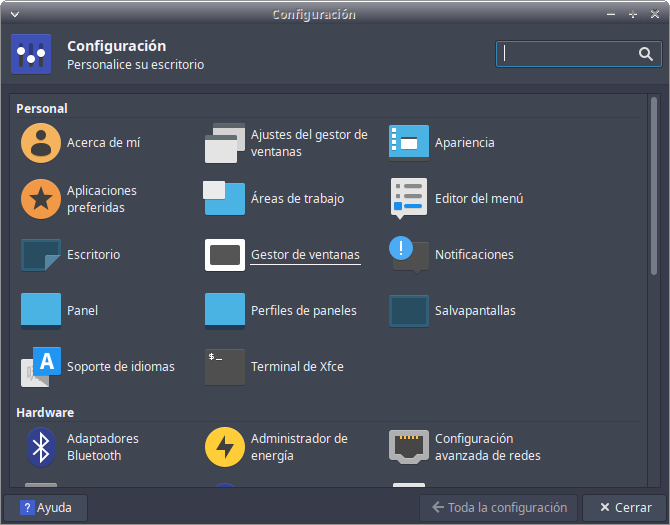 Configuración
Configuración
Personalice su escritorio
Personal
Acerca de mí
Ajustes del gestor de
ventanas
Apariencia
Aplicaciones
preferidas
Áreas de trabajo
Editor del menú
Escritorio
Gestor de ventanas
Notificaciones
Panel
Perfiles de paneles
Salvapantallas
A
Soporte de idiomas
$_
Terminal de Xfce
Hardware
Adaptadores
Bluetooth
Administrador de
energía
Configuración
avanzada de redes
? Ayuda
Toda la configuración
Cerrar